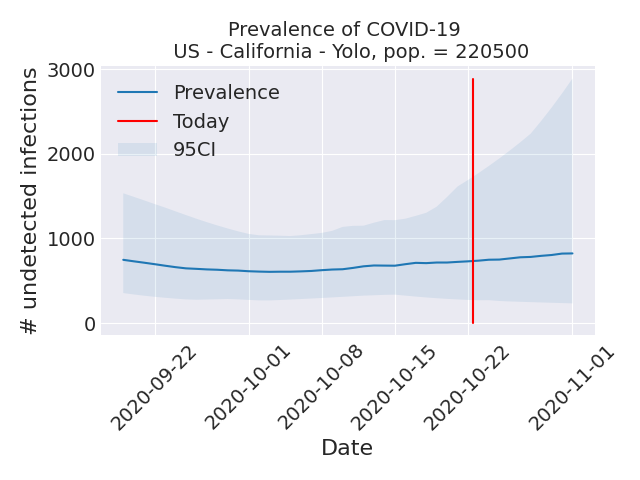 Prevalence of COVID-19
US - California - Yolo, pop. = 220500
# undetected infections
3000
2000
1000
0
Prevalence
Today
95CI
2020-09-22
2020-10-01
2020-10-08
2020-10-15
2020-10-22
2020-11-01
Date